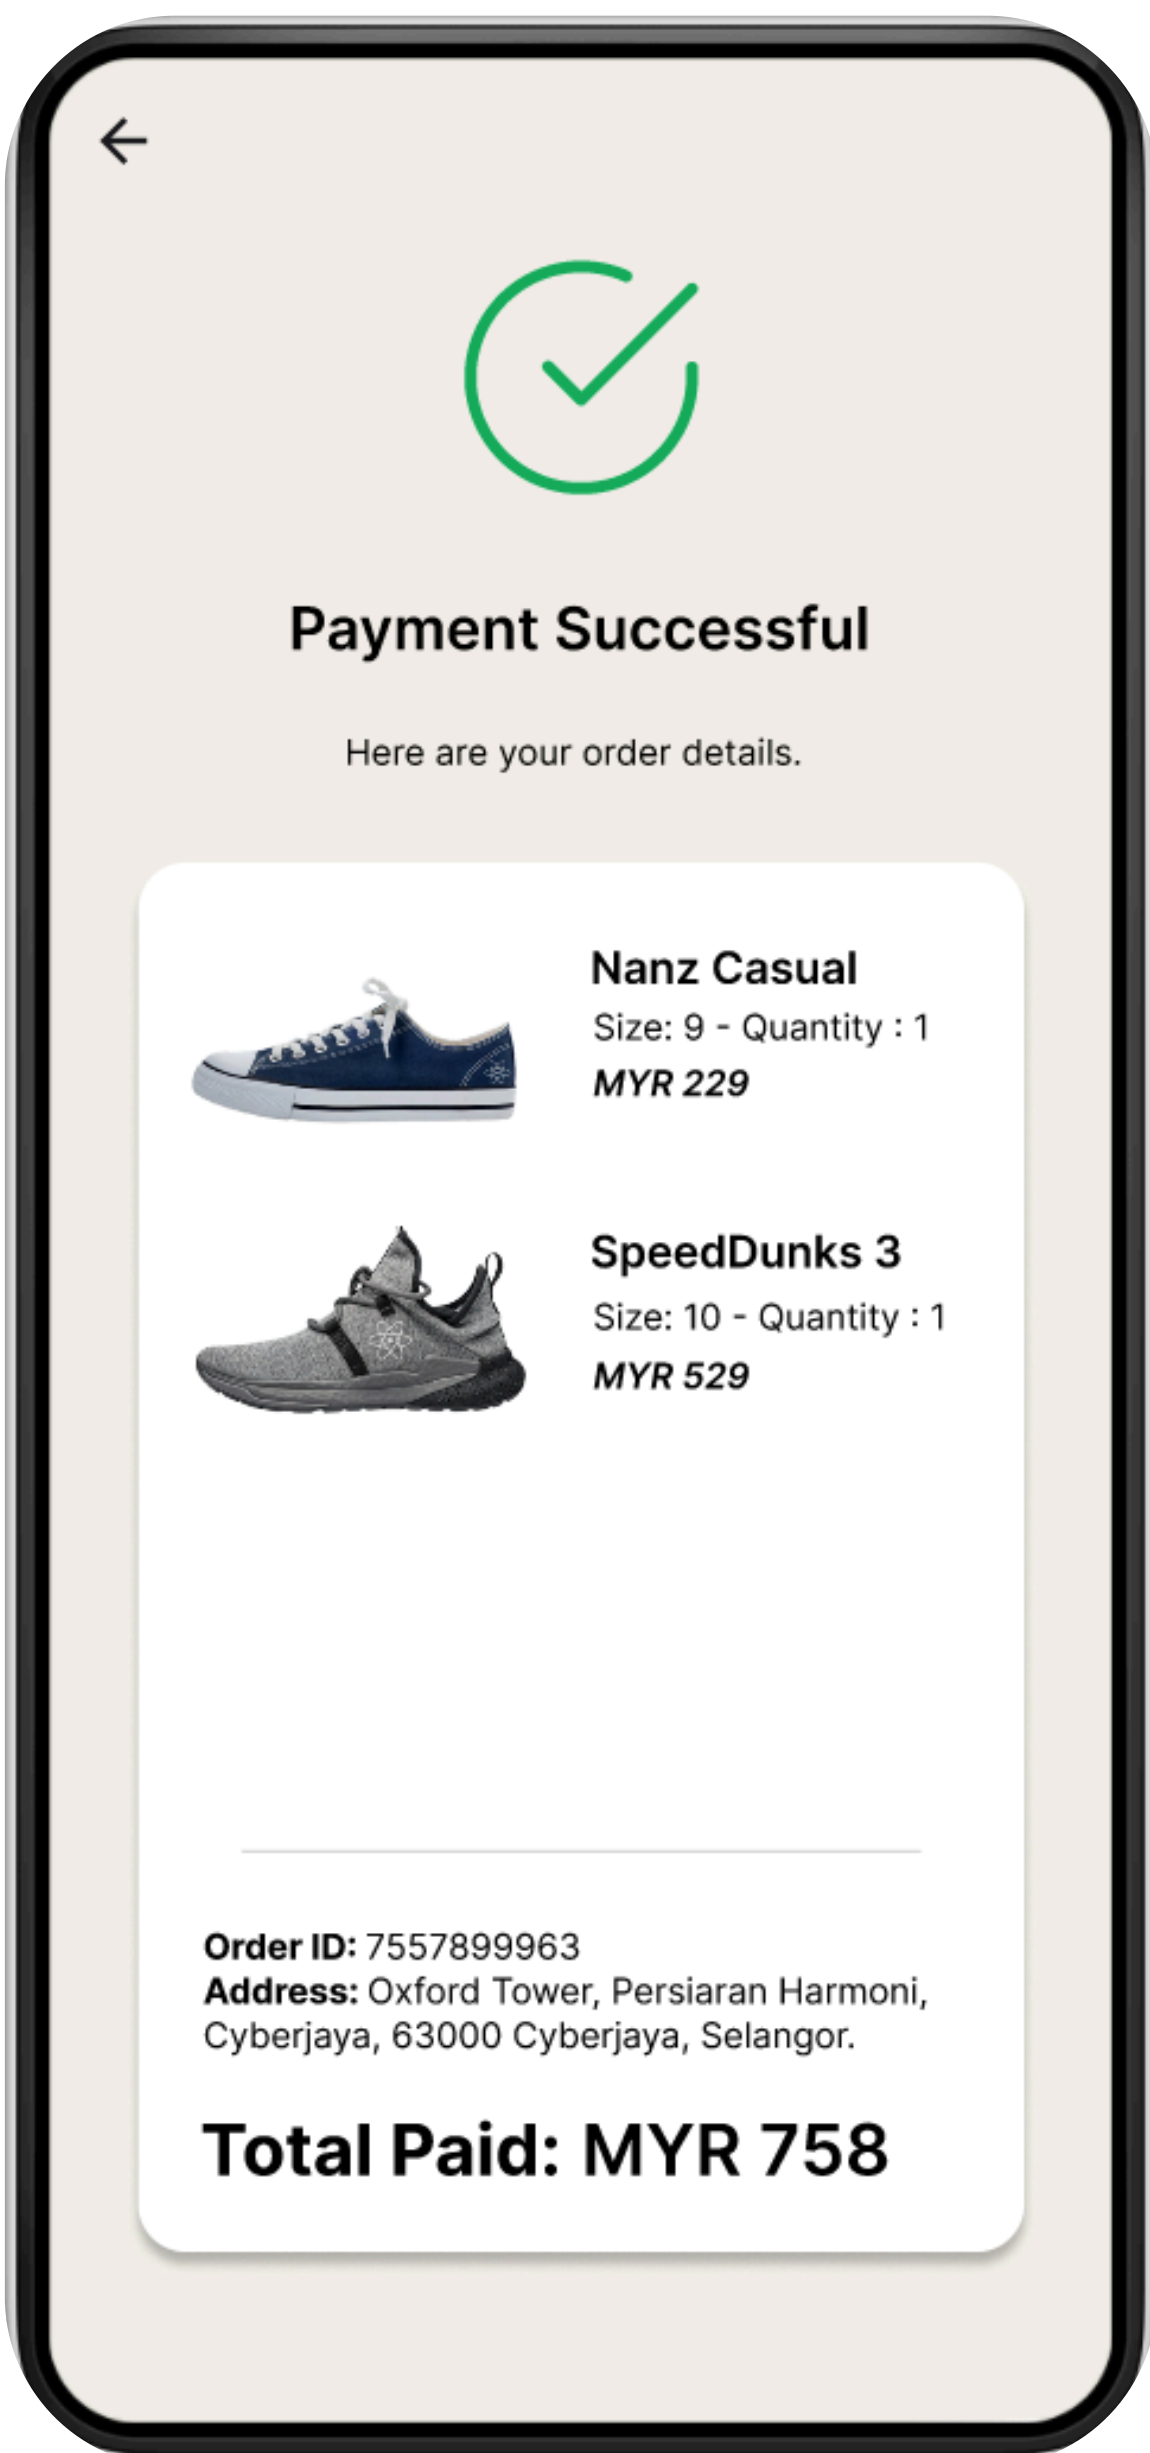 Payment Successful
Here are your order details.
Nanz Casual
Size: 9 - Quantity : 1
MYR 229
SpeedDunks 3
Size: 10 - Quantity : 1
MYR 529
Order ID: 7557899963
Address: Oxford Tower, Persiaran Harmoni,
Cyberjaya, 63000 Cyberjaya, Selangor.
Total Paid: MYR 758